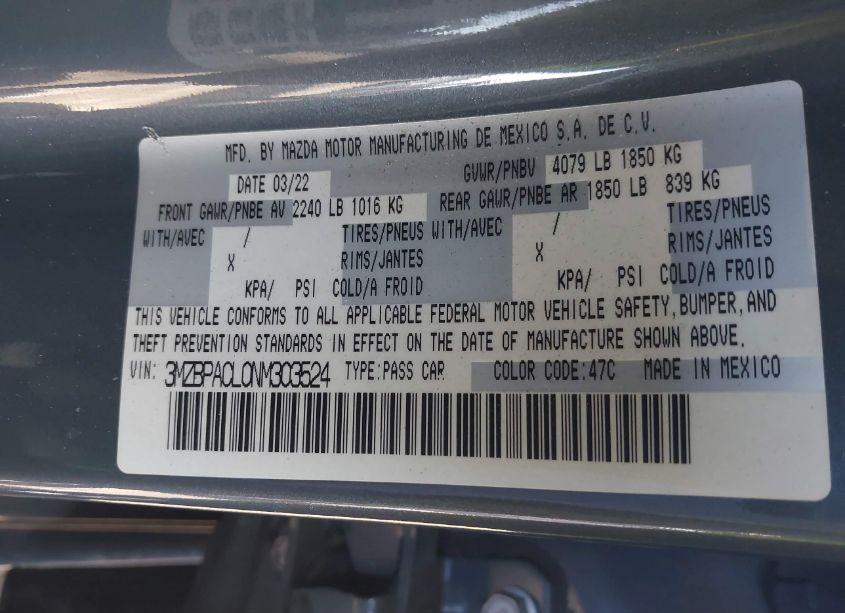 MFD. BY MAZDA MOTOR MANUFACTURING DE MEXICO S.A. DE C.V.
DATE 03/22 GVWR/PNBV 4079 LB 1850 KG
FRONT GAWR/PNBE AV 2240 LB 1016 KG REAR GAWR/PNBE AR 1850 LB 839 KG
WITH/AVEC / TIRES/PNEUS WITH/AVEC / TIRES/PNEUS
X RIMS/JANTES X RIMS/JANTES
KPA/ PSI COLD/A FROID KPA/ PSI COLD/A FROID
THIS VEHICLE CONFORMS TO ALL APPLICABLE FEDERAL MOTOR VEHICLE SAFETY, BUMPER, AND
THEFT PREVENTION STANDARDS IN EFFECT ON THE DATE OF MANUFACTURE SHOWN ABOVE.
VIN: 3MZBPACL0NM303524 TYPE:PASS CAR COLOR CODE:47C MADE IN MEXICO